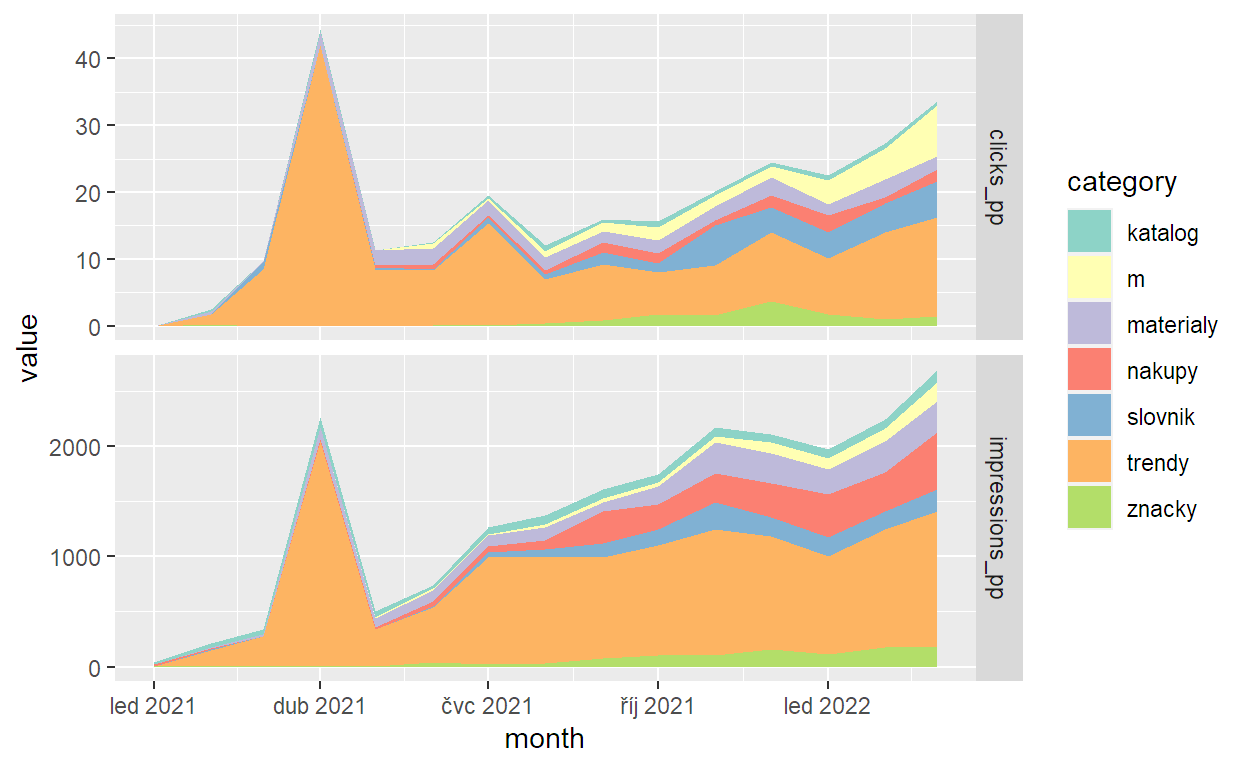 40
30
20
10
0
clicks_pp
value
2000
1000
0
impressions_pp
led 2021
dub 2021
čvc 2021
říj 2021
led 2022
month
category
katalog
m
materialy
nakupy
slovnik
trendy
znacky